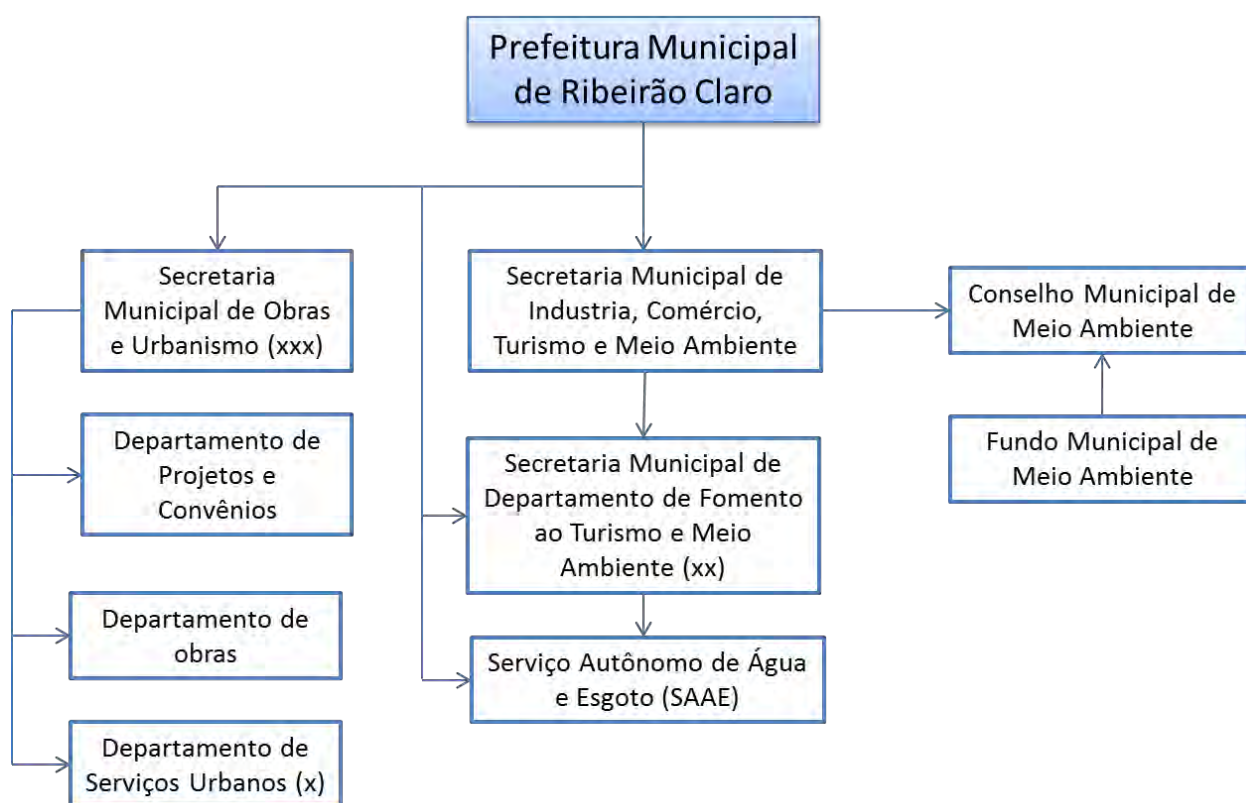 Prefeitura Municipal
de Ribeirão Claro
Secretaria
Municipal de Obras
e Urbanismo (xxx)
Secretaria Municipal de
Industria, Comércio,
Turismo e Meio Ambiente
Conselho Municipal de
Meio Ambiente
Departamento de
Projetos e
Convênios
Secretaria Municipal de
Departamento de Fomento
ao Turismo e Meio
Ambiente (xx)
Fundo Municipal de
Meio Ambiente
Departamento de
obras
Serviço Autônomo de Água
e Esgoto (SAAE)
Departamento de
Serviços Urbanos (x)